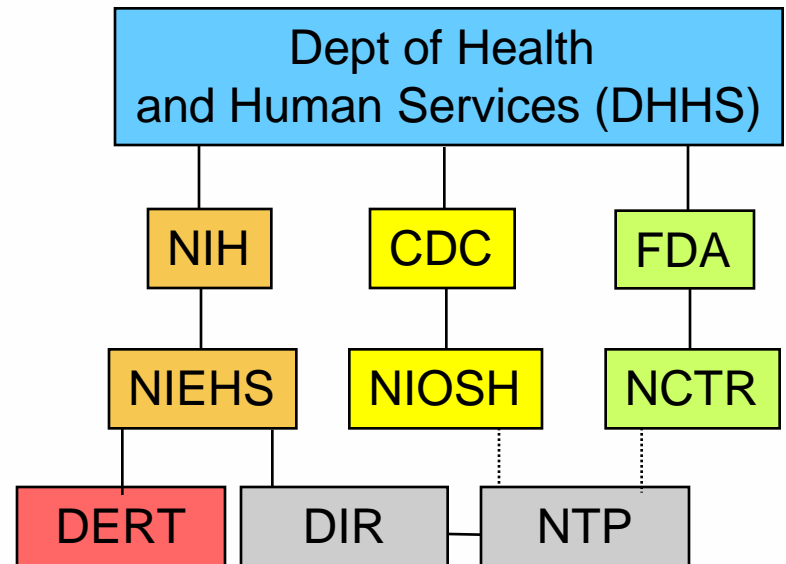 Dept of Health
and Human Services (DHHS)
NIH
CDC
FDA
NIEHS
NIOSH
NCTR
DERT
DIR
NTP